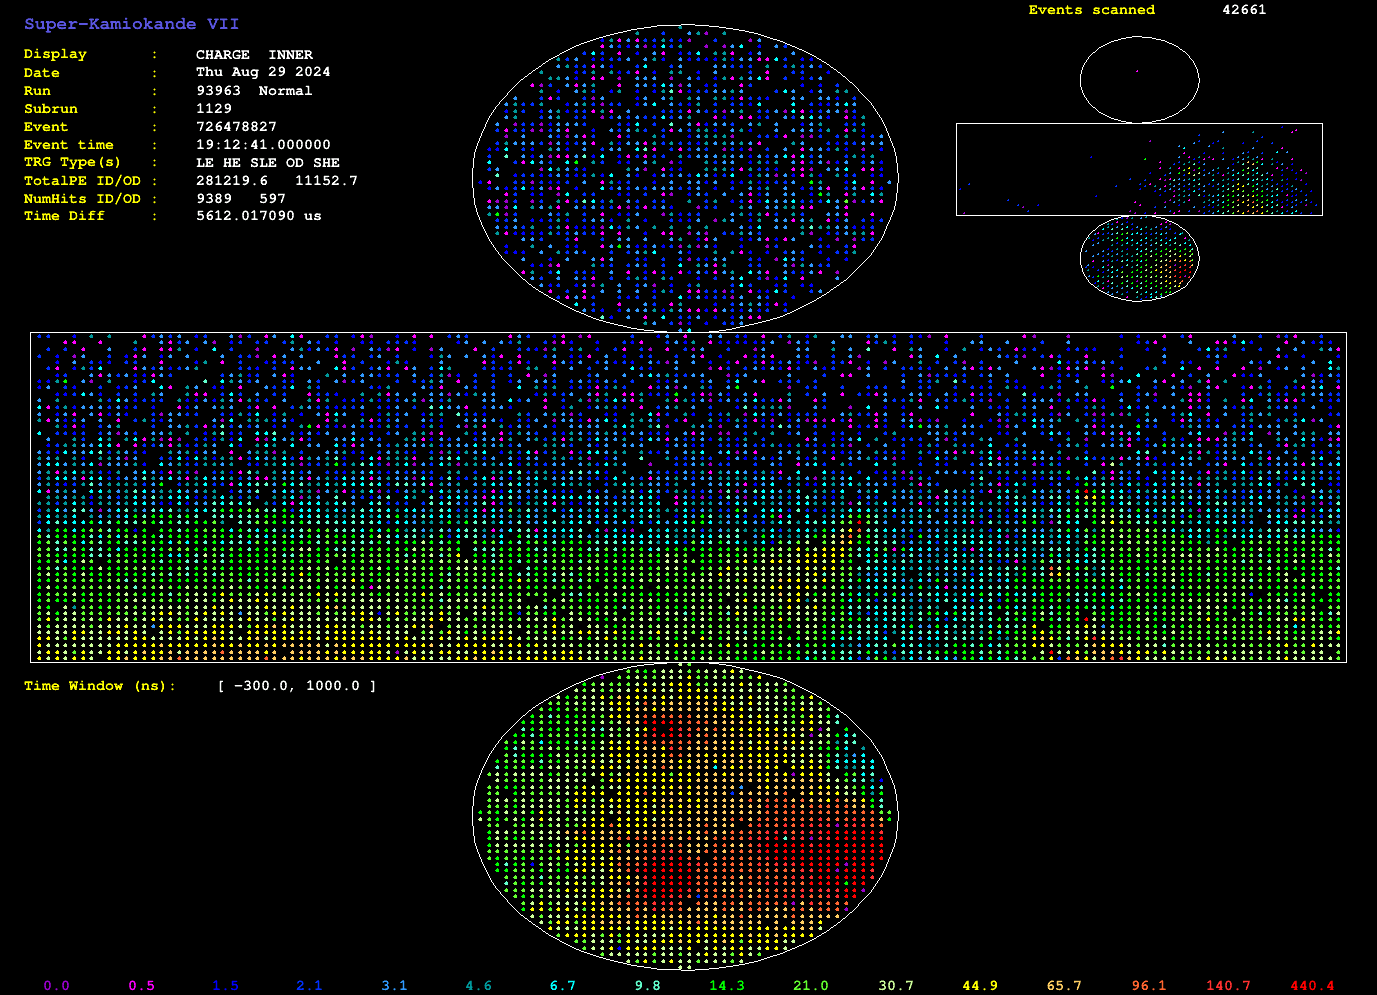 Super-Kamiokande VII
Events scanned 42661
Display : CHARGE INNER
Date : Thu Aug 29 2024
Run : 93963 Normal
Subrun : 1129
Event : 726478827
Event time : 19:12:41.000000
TRG Type(s) : LE HE SLE OD SHE
TotalPE ID/OD : 281219.6 11152.7
NumHits ID/OD : 9389 597
Time Diff : 5612.017090 us
Time Window (ns): [ -300.0, 1000.0 ]
0.0 0.5 1.5 2.1 3.1 4.6 6.7 9.8 14.3 21.0 30.7 44.9 65.7 96.1 140.7 440.4